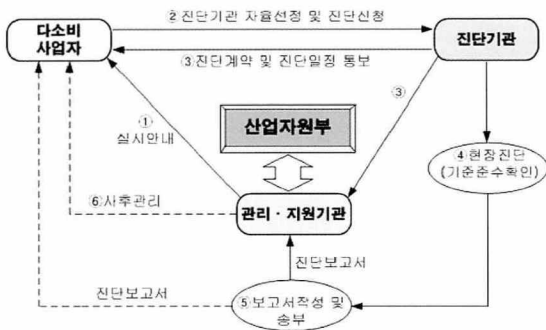 ②진단기관 자율선정 및 진단신청
다소비
사업자
진단기관
③진단계약 및 진단일정 통보
①
실시안내
산업자원부
③
④현장진단
(기준준수확인)
⑥사후관리
관리·지원기관
진단보고서
진단보고서
⑤보고서작성 및
송부